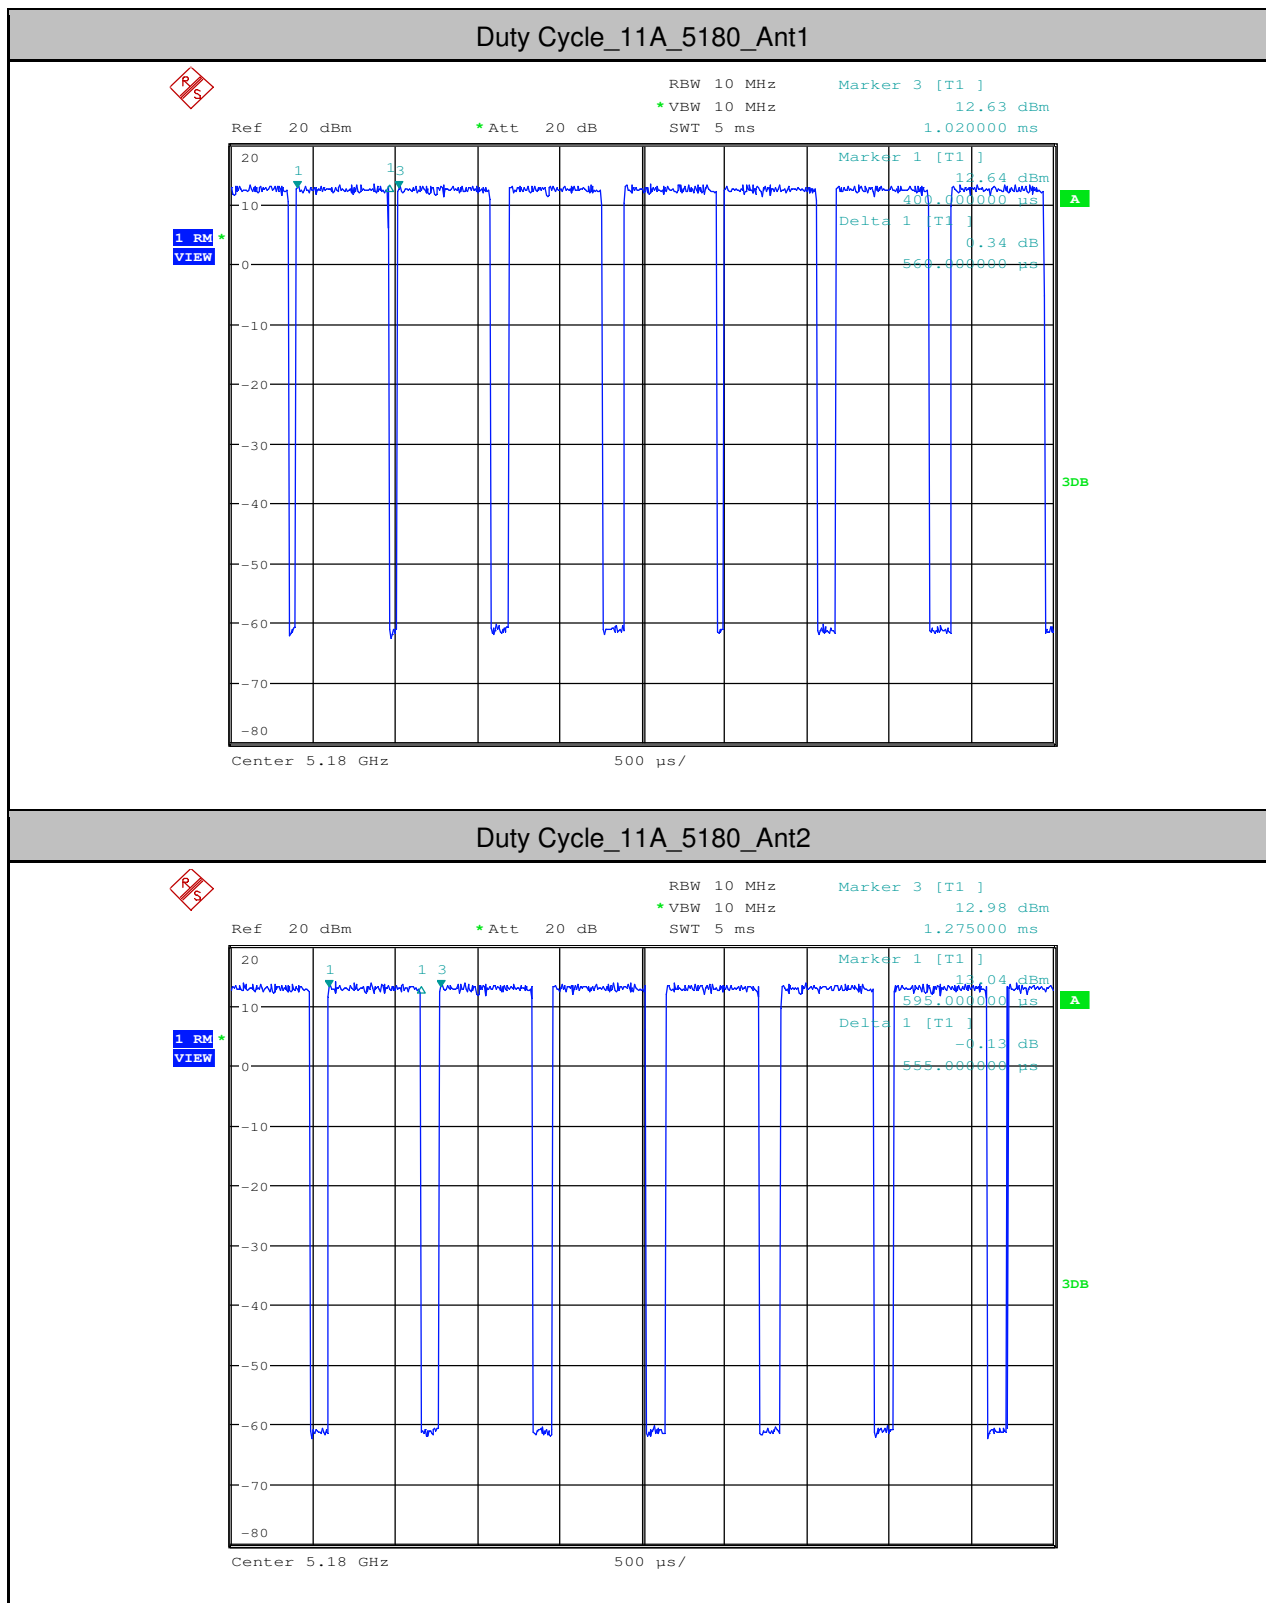 Duty Cycle_11A_5180_Ant1
R S
RBW 10 MHz Marker 3 [T1 ]
* VBW 10 MHz 12.63 dBm
Ref 20 dBm * Att 20 dB SWT 5 ms 1.020000 ms
20 Marker 1 [T1 ]
1 1 3 12.64 dBm
10 400.000000 µs A
Delta 1 [T1 ]
1 RM * 0.34 dB
VIEW
0 560.000000 µs
-10
-20
-30
3DB
-40
-50
-60
-70
-80
Center 5.18 GHz 500 µs/
Duty Cycle_11A_5180_Ant2
R S
RBW 10 MHz Marker 3 [T1 ]
* VBW 10 MHz 12.98 dBm
Ref 20 dBm * Att 20 dB SWT 5 ms 1.275000 ms
20 Marker 1 [T1 ]
1 1 3 13.04 dBm
10 595.000000 µs A
Delta 1 [T1 ]
1 RM * -0.13 dB
VIEW
0 555.000000 µs
-10
-20
-30
3DB
-40
-50
-60
-70
-80
Center 5.18 GHz 500 µs/